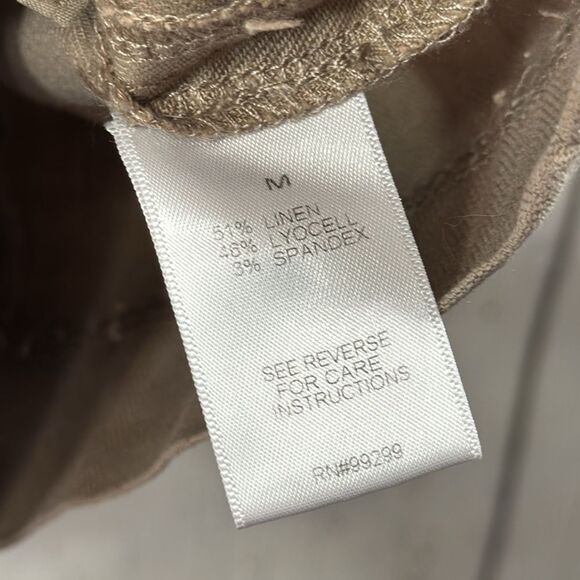 M
51% LINEN
46% LYOCELL
3% SPANDEX
SEE REVERSE
FOR CARE
INSTRUCTIONS
RN#99299